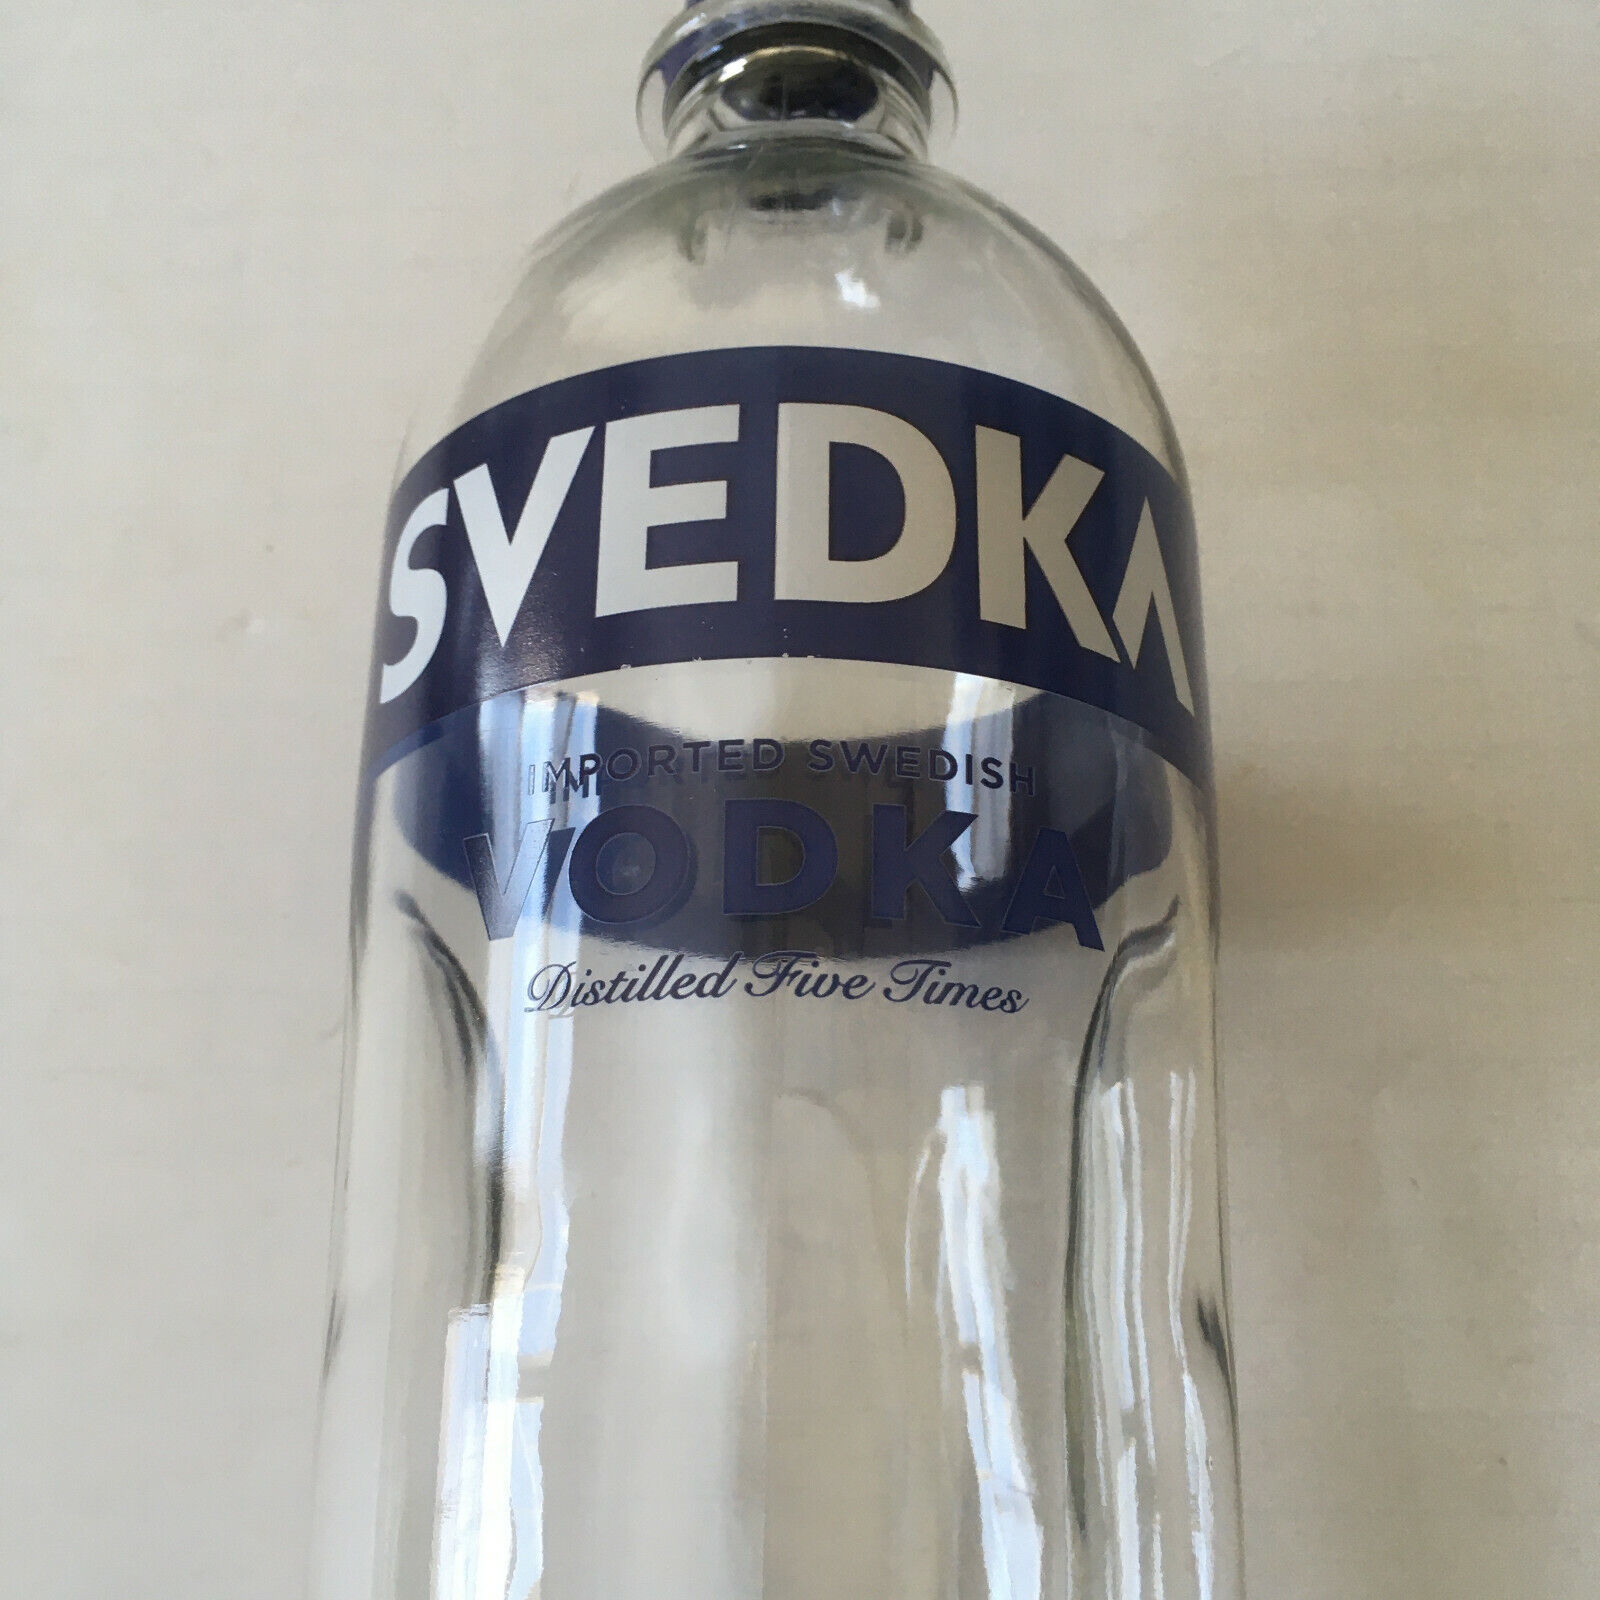 SVEDKA
IMPORTED SWEDISH
VODKA
Distilled Five Times